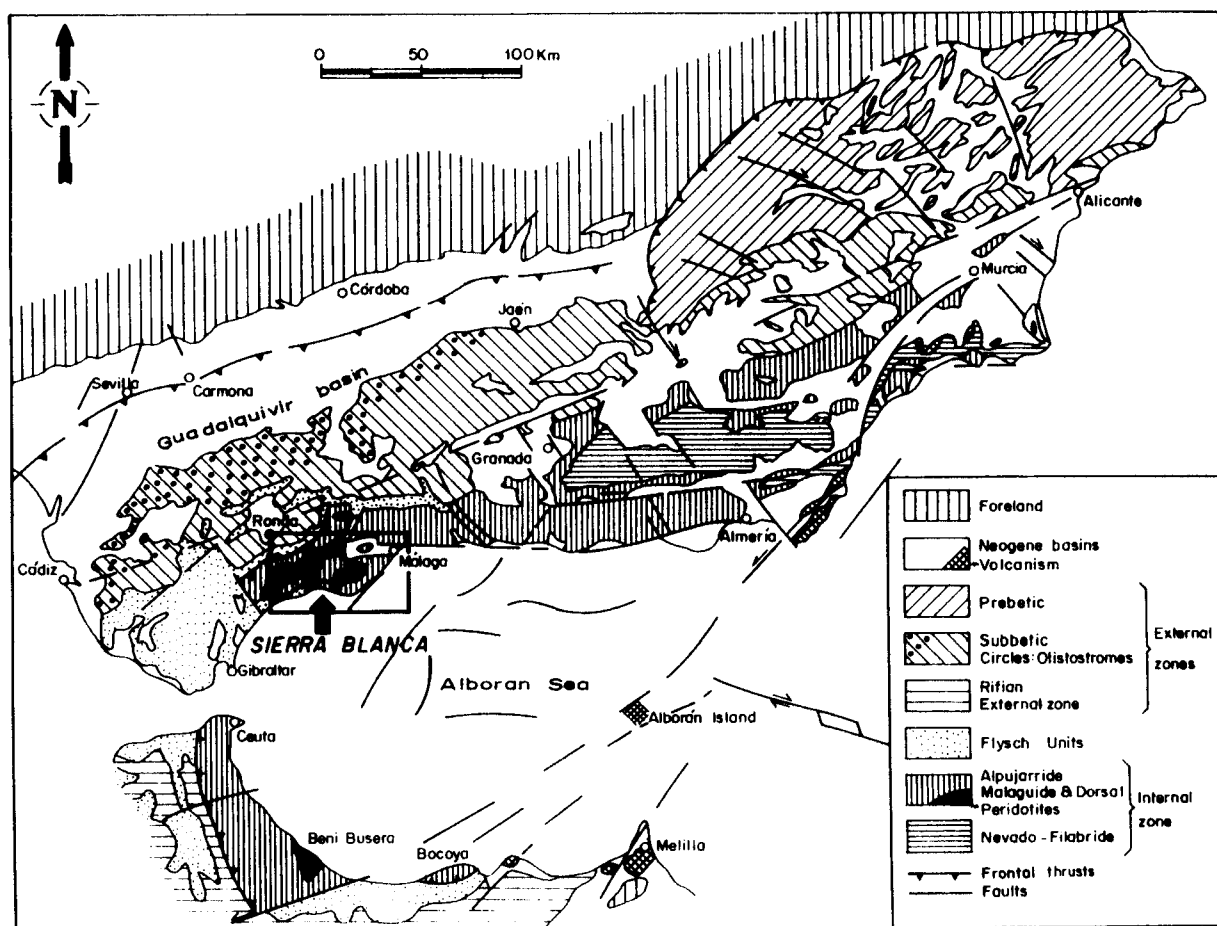 N
0 50 100 Km
Alicante
Murcia
Córdoba
Jaén
Sevilla
Carmona
Guadalquivir basin
Granada
Ronda
Almería
Málaga
Cádiz
SIERRA BLANCA
Gibraltar
Alboran Sea
Alborán Island
Ceuta
Beni Busera
Bocoya
Melilla
Foreland
Neogene basins
Volcanism
Prebetic
Subbetic
Circles: Olistostromes
External
zones
Rifian
External zone
Flysch Units
Alpujarride
Malaguide & Dorsal
Peridotites
Internal
zone
Nevado-Filabride
Frontal thrusts
Faults